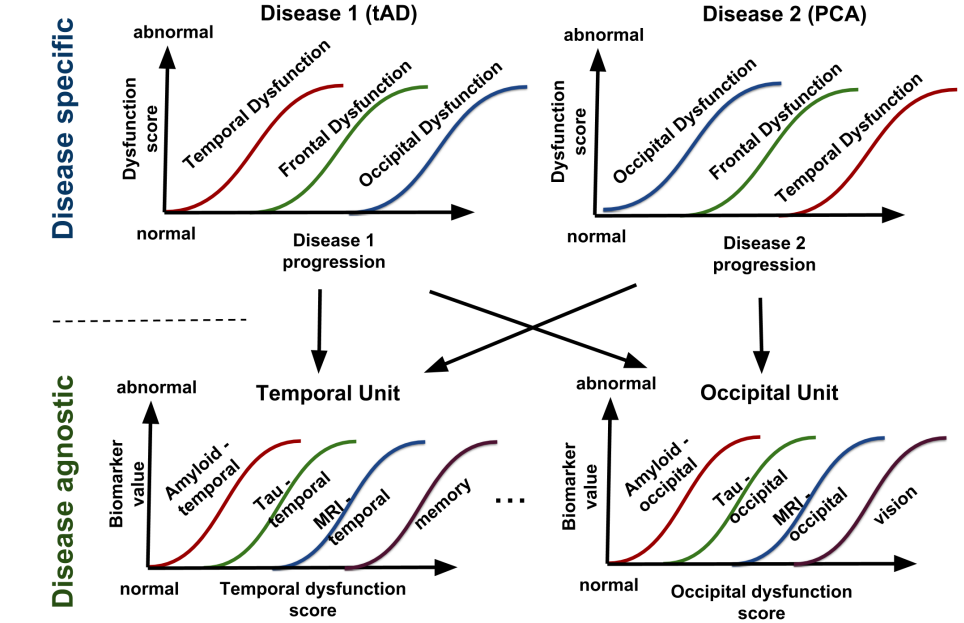 Disease specific
Disease 1 (tAD)
abnormal
Dysfunction
score
Temporal Dysfunction
Frontal Dysfunction
Occipital Dysfunction
normal
Disease 1
progression
Disease 2 (PCA)
abnormal
Dysfunction
score
Occipital Dysfunction
Frontal Dysfunction
Temporal Dysfunction
normal
Disease 2
progression
Disease agnostic
Temporal Unit
abnormal
Biomarker
value
Amyloid -
temporal
Tau -
temporal
MRI -
temporal
memory
normal
Temporal dysfunction
score
...
Occipital Unit
abnormal
Biomarker
value
Amyloid -
occipital
Tau -
occipital
MRI -
occipital
vision
normal
Occipital dysfunction
score